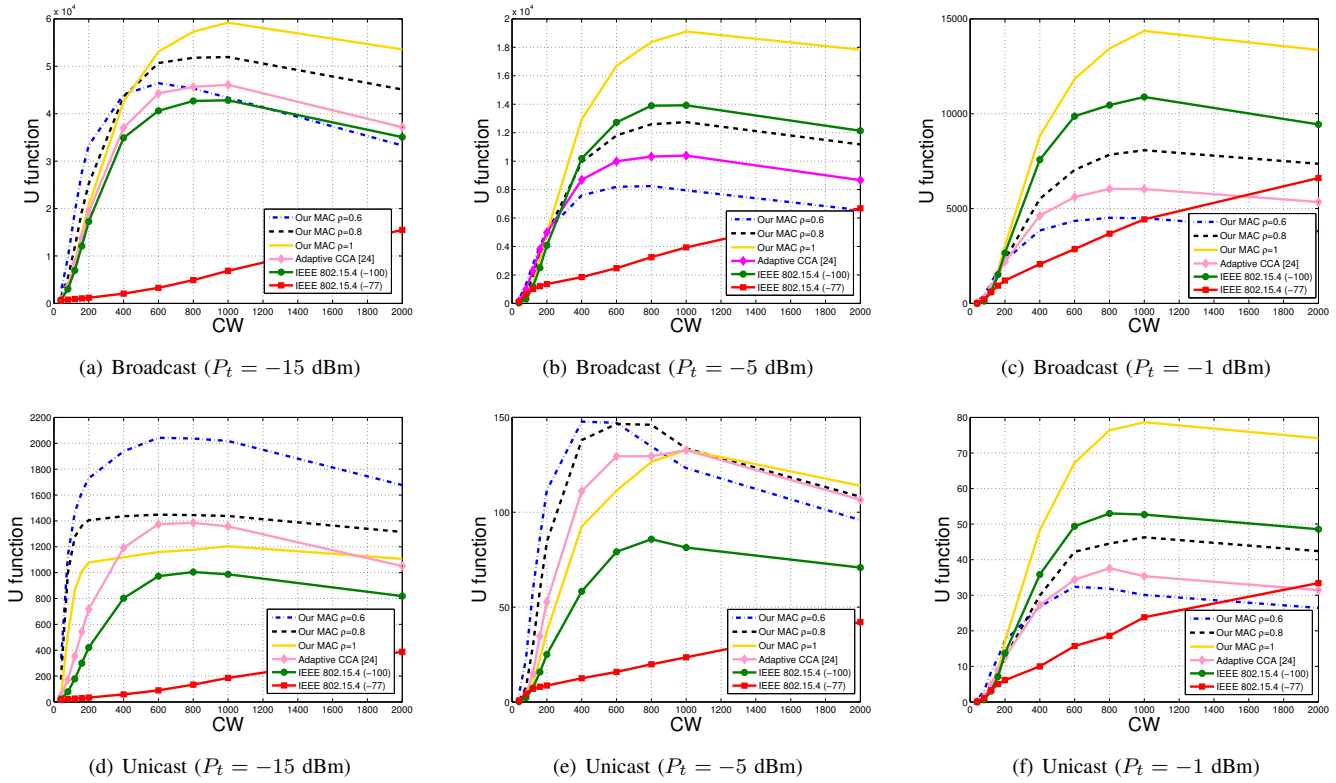 x 10^4
6
5
4
3
2
1
0
U function
200 400 600 800 1000 1200 1400 1600 1800 2000
CW
Our MAC ρ=0.6
Our MAC ρ=0.8
Our MAC ρ=1
Adaptive CCA [24]
IEEE 802.15.4 (−100)
IEEE 802.15.4 (−77)
(a) Broadcast (P_t = −15 dBm)
x 10^4
2
1.8
1.6
1.4
1.2
1
0.8
0.6
0.4
0.2
0
U function
200 400 600 800 1000 1200 1400 1600 1800 2000
CW
Our MAC ρ=0.6
Our MAC ρ=0.8
Our MAC ρ=1
Adaptive CCA [24]
IEEE 802.15.4 (−100)
IEEE 802.15.4 (−77)
(b) Broadcast (P_t = −5 dBm)
15000
10000
5000
0
U function
200 400 600 800 1000 1200 1400 1600 1800 2000
CW
Our MAC ρ=0.6
Our MAC ρ=0.8
Our MAC ρ=1
Adaptive CCA [24]
IEEE 802.15.4 (−100)
IEEE 802.15.4 (−77)
(c) Broadcast (P_t = −1 dBm)
2200
2000
1800
1600
1400
1200
1000
800
600
400
200
0
U function
200 400 600 800 1000 1200 1400 1600 1800 2000
CW
Our MAC ρ=0.6
Our MAC ρ=0.8
Our MAC ρ=1
Adaptive CCA [24]
IEEE 802.15.4 (−100)
IEEE 802.15.4 (−77)
(d) Unicast (P_t = −15 dBm)
150
100
50
0
U function
200 400 600 800 1000 1200 1400 1600 1800 2000
CW
Our MAC ρ=0.6
Our MAC ρ=0.8
Our MAC ρ=1
Adaptive CCA [24]
IEEE 802.15.4 (−100)
IEEE 802.15.4 (−77)
(e) Unicast (P_t = −5 dBm)
80
70
60
50
40
30
20
10
0
U function
200 400 600 800 1000 1200 1400 1600 1800 2000
CW
Our MAC ρ=0.6
Our MAC ρ=0.8
Our MAC ρ=1
Adaptive CCA [24]
IEEE 802.15.4 (−100)
IEEE 802.15.4 (−77)
(f) Unicast (P_t = −1 dBm)